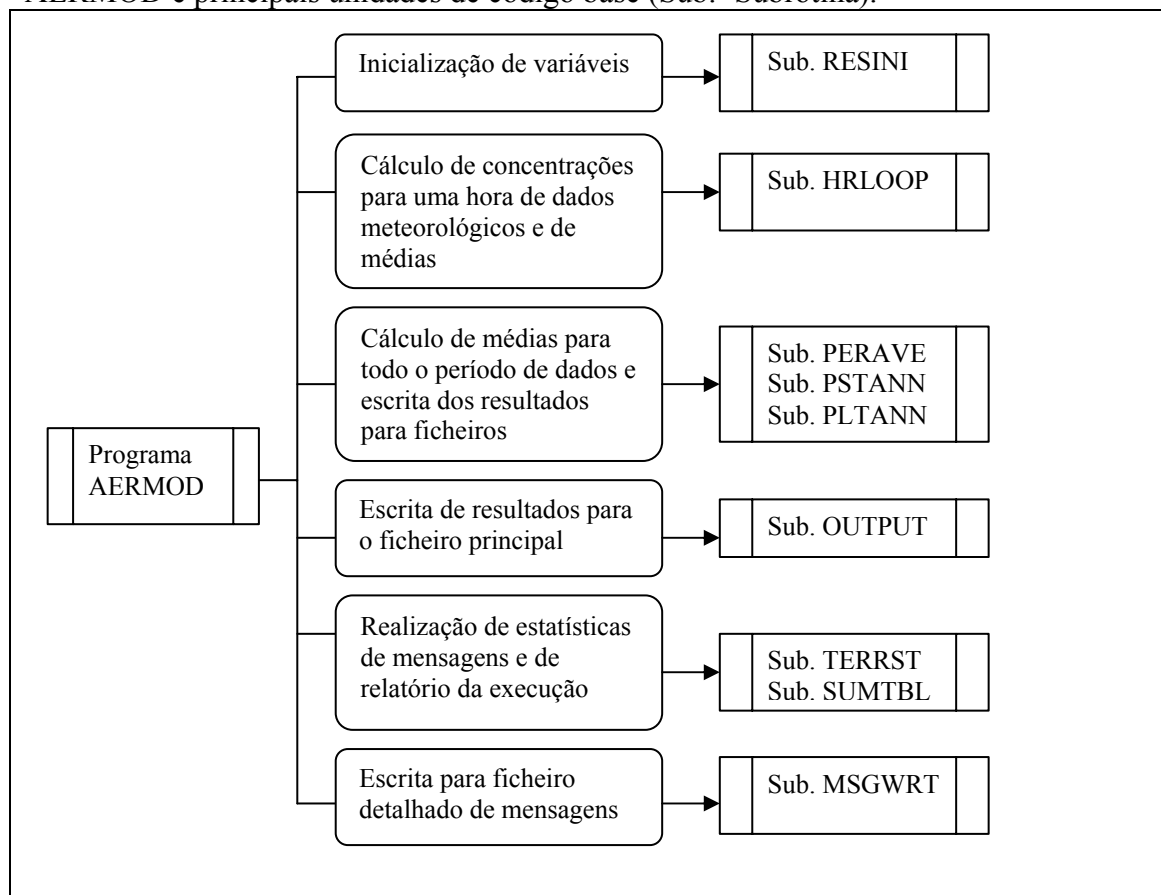 AERMOD e principais unidades de código base (Sub.- Subrotina).
Inicialização de variáveis
Sub. RESINI
Cálculo de concentrações
para uma hora de dados
meteorológicos e de
médias
Sub. HRLOOP
Cálculo de médias para
todo o período de dados e
escrita dos resultados
para ficheiros
Sub. PERAVE
Sub. PSTANN
Sub. PLTANN
Programa
AERMOD
Escrita de resultados para
o ficheiro principal
Sub. OUTPUT
Realização de estatísticas
de mensagens e de
relatório da execução
Sub. TERRST
Sub. SUMTBL
Escrita para ficheiro
detalhado de mensagens
Sub. MSGWRT